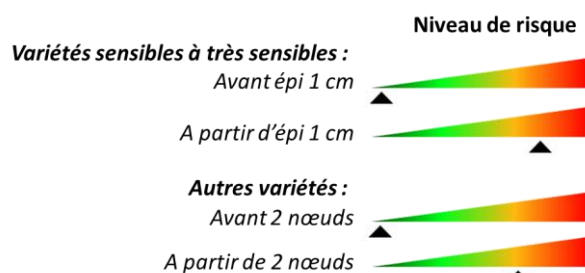 Niveau de risque
Variétés sensibles à très sensibles :
Avant épi 1 cm
A partir d'épi 1 cm
Autres variétés :
Avant 2 nœuds
A partir de 2 nœuds